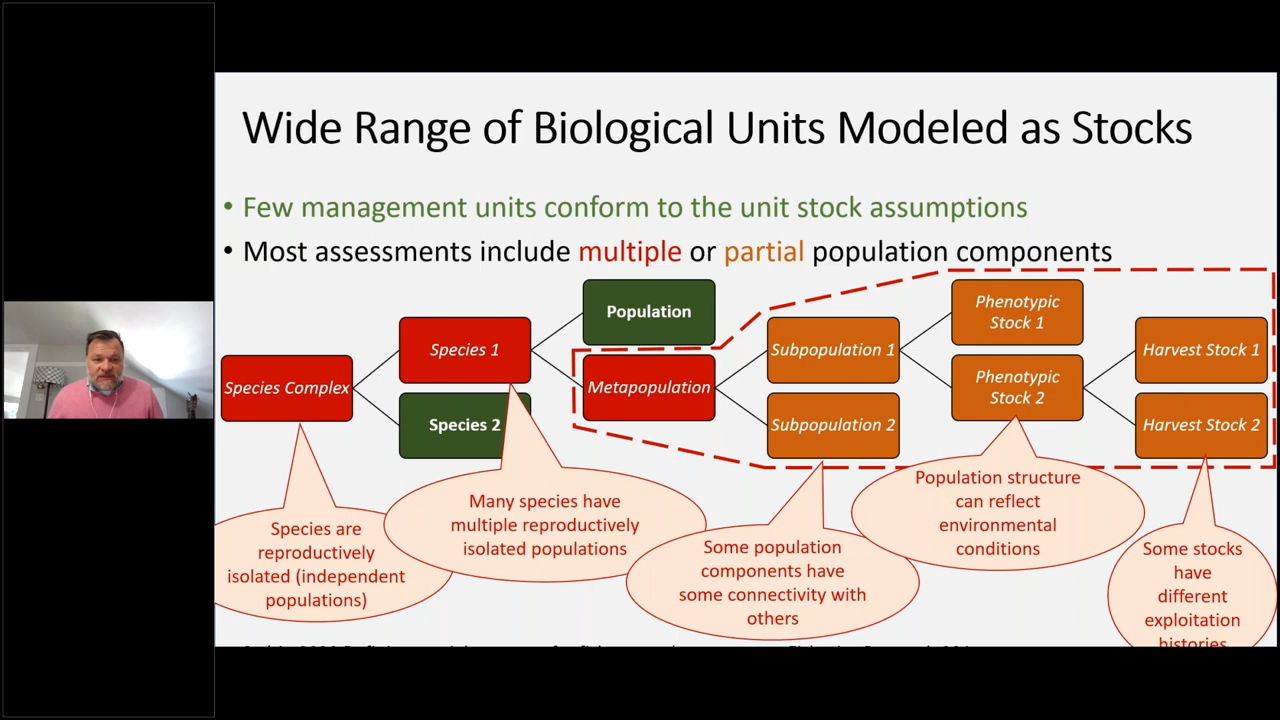 Wide Range of Biological Units Modeled as Stocks
• Few management units conform to the unit stock assumptions
• Most assessments include multiple or partial population components
Species Complex
Species 1
Species 2
Population
Metapopulation
Subpopulation 1
Subpopulation 2
Phenotypic
Stock 1
Phenotypic
Stock 2
Harvest Stock 1
Harvest Stock 2
Species are
reproductively
isolated (independent
populations)
Many species have
multiple reproductively
isolated populations
Some population
components have
some connectivity with
others
Population structure
can reflect
environmental
conditions
Some stocks
have
different
exploitation
histories